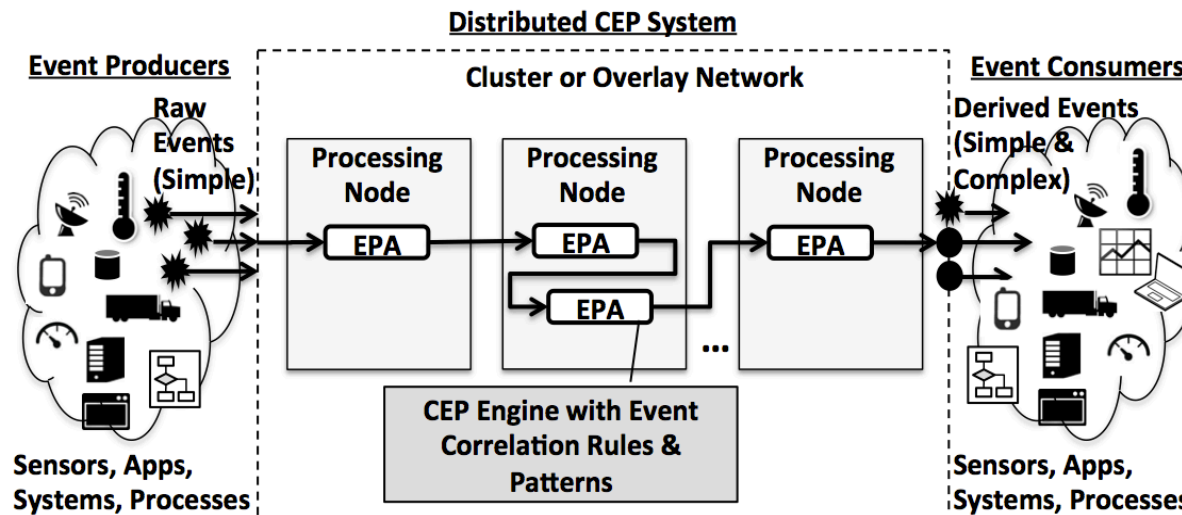 Distributed CEP System
Event Producers
Cluster or Overlay Network
Event Consumers
Raw
Events
(Simple)
Derived Events
(Simple &
Complex)
Processing
Node
Processing
Node
Processing
Node
EPA
EPA
EPA
EPA
...
CEP Engine with Event
Correlation Rules &
Patterns
Sensors, Apps,
Systems, Processes
Sensors, Apps,
Systems, Processes